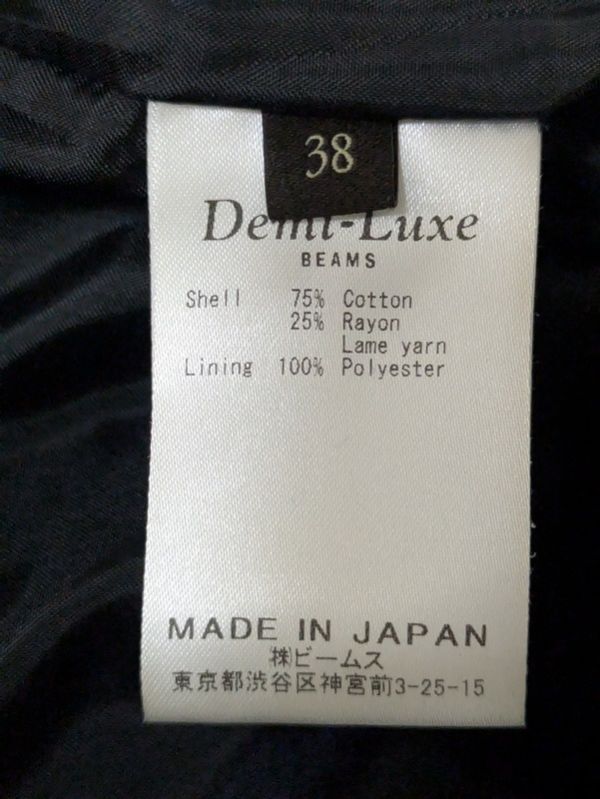 38
Demi-Luxe
BEAMS
Shell 75% Cotton
25% Rayon
Lame yarn
Lining 100% Polyester
MADE IN JAPAN
㈱ビームス
東京都渋谷区神宮前3-25-15